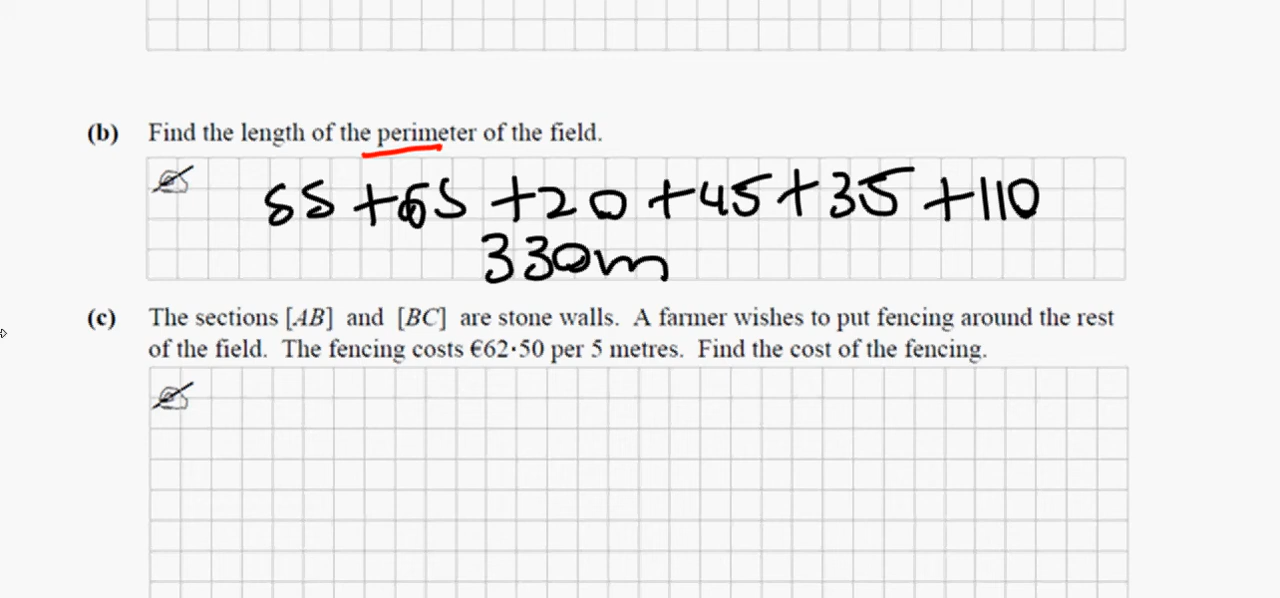 (b) Find the length of the perimeter of the field.
55 + 65 + 20 + 45 + 35 + 110
330m
(c) The sections [AB] and [BC] are stone walls. A farmer wishes to put fencing around the rest
of the field. The fencing costs €62·50 per 5 metres. Find the cost of the fencing.